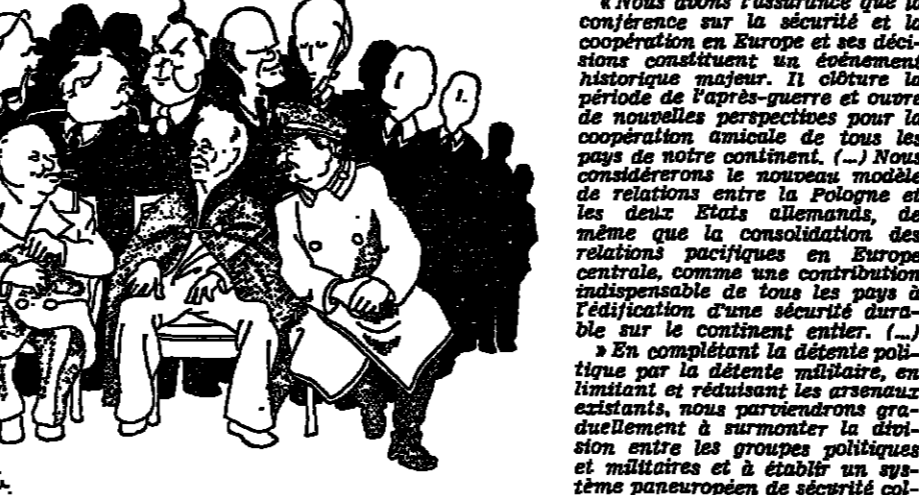 « Nous avons l'assurance que la
conférence sur la sécurité et la
coopération en Europe et ses déci-
sions constituent un événement
historique majeur. Il clôture la
période de l'après-guerre et ouvre
de nouvelles perspectives pour la
coopération amicale de tous les
pays de notre continent. (...) Nous
considérerons le nouveau modèle
de relations entre la Pologne et
les deux Etats allemands, de
même que la consolidation des
relations pacifiques en Europe
centrale, comme une contribution
indispensable de tous les pays à
l'édification d'une sécurité dura-
ble sur le continent entier. (...)
» En complétant la détente poli-
tique par la détente militaire, en
limitant et réduisant les arsenaux
existants, nous parviendrons gra-
duellement à surmonter la divi-
sion entre les groupes politiques
et militaires et à établir un sys-
tème paneuropéen de sécurité col-